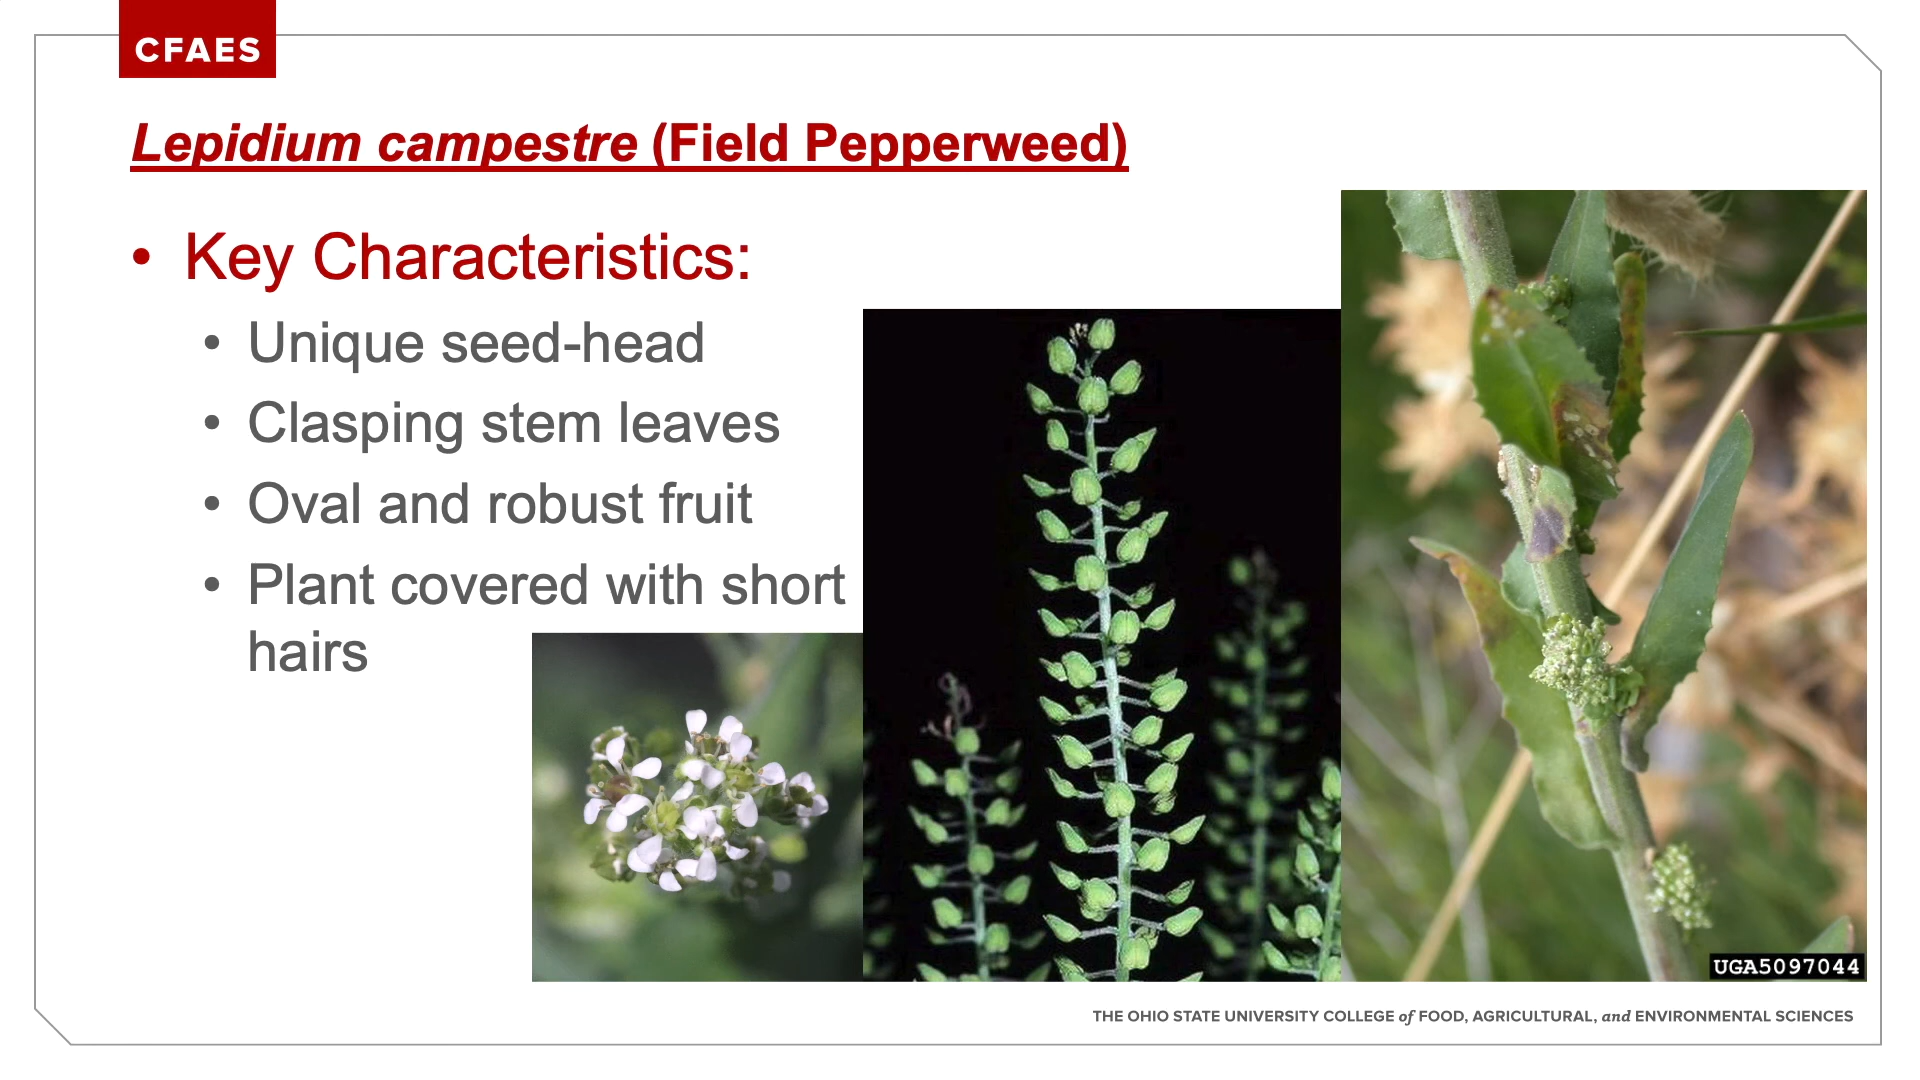 CFAES
Lepidium campestre (Field Pepperweed)
• Key Characteristics:
• Unique seed-head
• Clasping stem leaves
• Oval and robust fruit
• Plant covered with short
hairs
UGA5097044
THE OHIO STATE UNIVERSITY COLLEGE of FOOD, AGRICULTURAL, and ENVIRONMENTAL SCIENCES